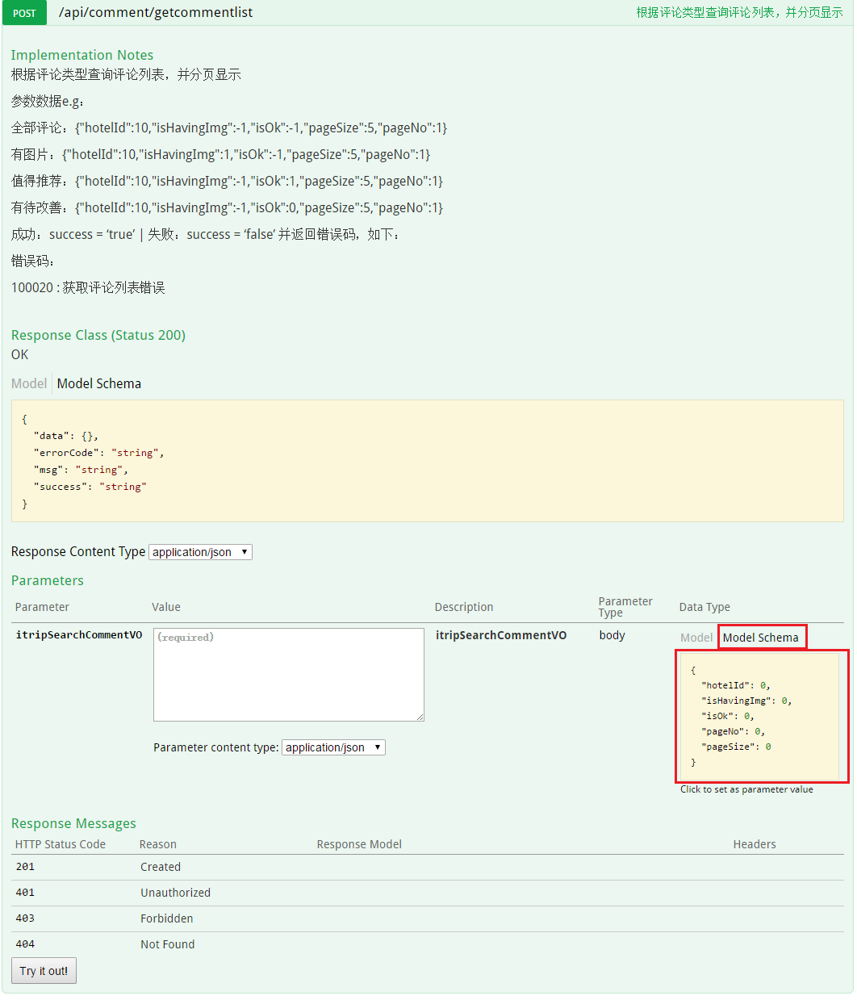 POST /api/comment/getcommentlist 根据评论类型查询评论列表，并分页显示
Implementation Notes
根据评论类型查询评论列表，并分页显示
参数数据e.g：
全部评论：{"hotelId":10,"isHavingImg":-1,"isOk":-1,"pageSize":5,"pageNo":1}
有图片：{"hotelId":10,"isHavingImg":1,"isOk":-1,"pageSize":5,"pageNo":1}
值得推荐：{"hotelId":10,"isHavingImg":-1,"isOk":1,"pageSize":5,"pageNo":1}
有待改善：{"hotelId":10,"isHavingImg":-1,"isOk":0,"pageSize":5,"pageNo":1}
成功：success = ‘true’ | 失败：success = ‘false’ 并返回错误码，如下：
错误码：
100020 : 获取评论列表错误
Response Class (Status 200)
OK
Model Model Schema
{
"data": {},
"errorCode": "string",
"msg": "string",
"success": "string"
}
Response Content Type application/json
Parameters
Parameter Value Description Parameter Type Data Type
itripSearchCommentVO (required) itripSearchCommentVO body Model Model Schema
{
"hotelId": 0,
"isHavingImg": 0,
"isOk": 0,
"pageNo": 0,
"pageSize": 0
}
Parameter content type: application/json
Click to set as parameter value
Response Messages
HTTP Status Code Reason Response Model Headers
201 Created
401 Unauthorized
403 Forbidden
404 Not Found
Try it out!